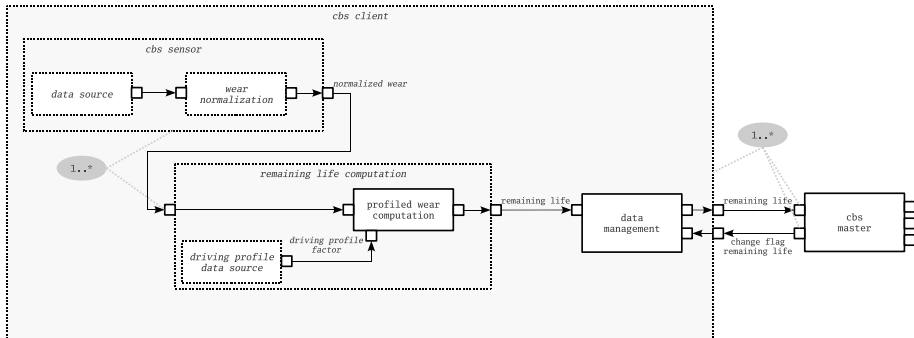 cbs client
cbs sensor
data source
wear
normalization
normalized wear
1..*
1..*
remaining life computation
profiled wear
computation
remaining life
data
management
remaining life
cbs
master
driving profile
factor
change flag
remaining life
driving profile
data source